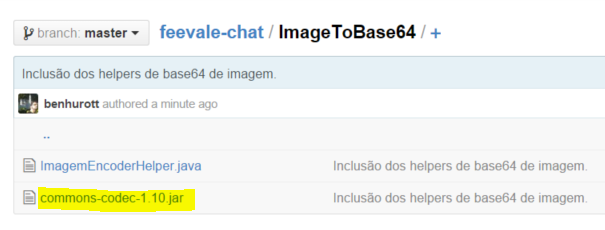 branch: master feevale-chat / ImageToBase64 / +
Inclusão dos helpers de base64 de imagem.
benhurott authored a minute ago
..
ImagemEncoderHelper.java Inclusão dos helpers de base64 de imagem.
commons-codec-1.10.jar Inclusão dos helpers de base64 de imagem.